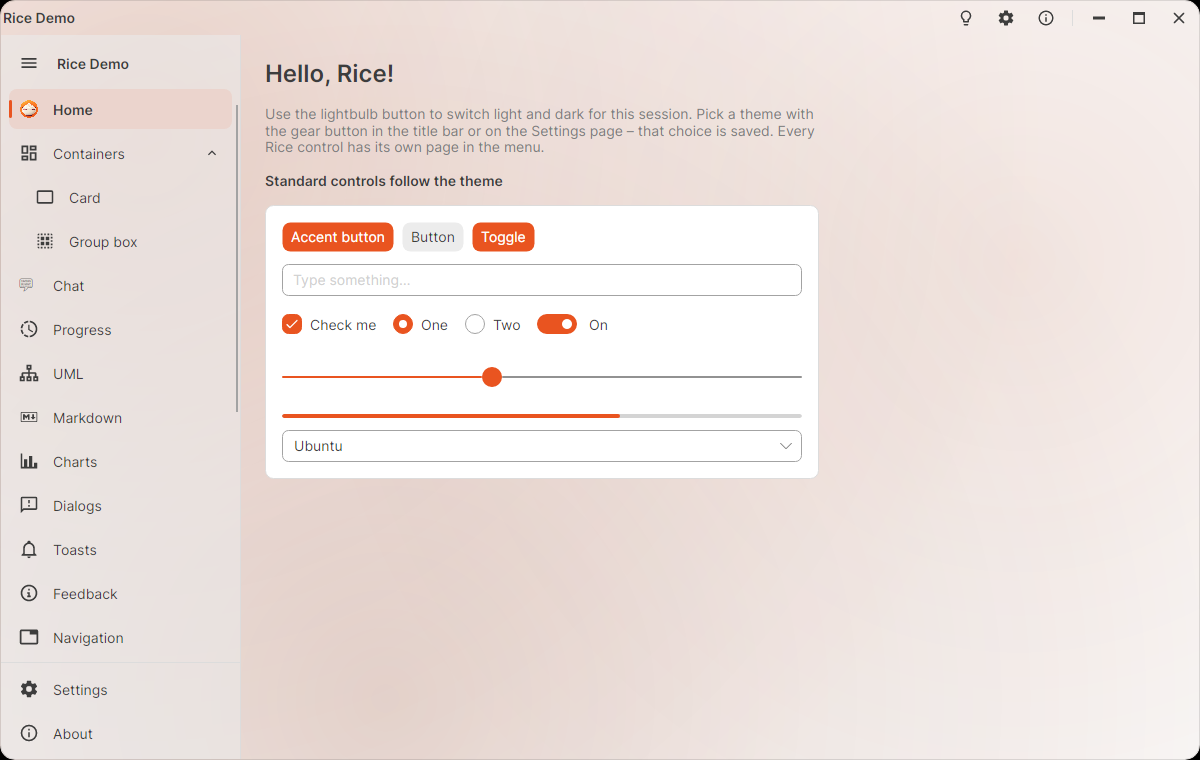 Rice Demo
Rice Demo
Home
Containers
Card
Group box
Chat
Progress
UML
Markdown
Charts
Dialogs
Toasts
Feedback
Navigation
Settings
About
Hello, Rice!
Use the lightbulb button to switch light and dark for this session. Pick a theme with
the gear button in the title bar or on the Settings page – that choice is saved. Every
Rice control has its own page in the menu.
Standard controls follow the theme
Accent button Button Toggle
Type something...
Check me One Two On
Ubuntu